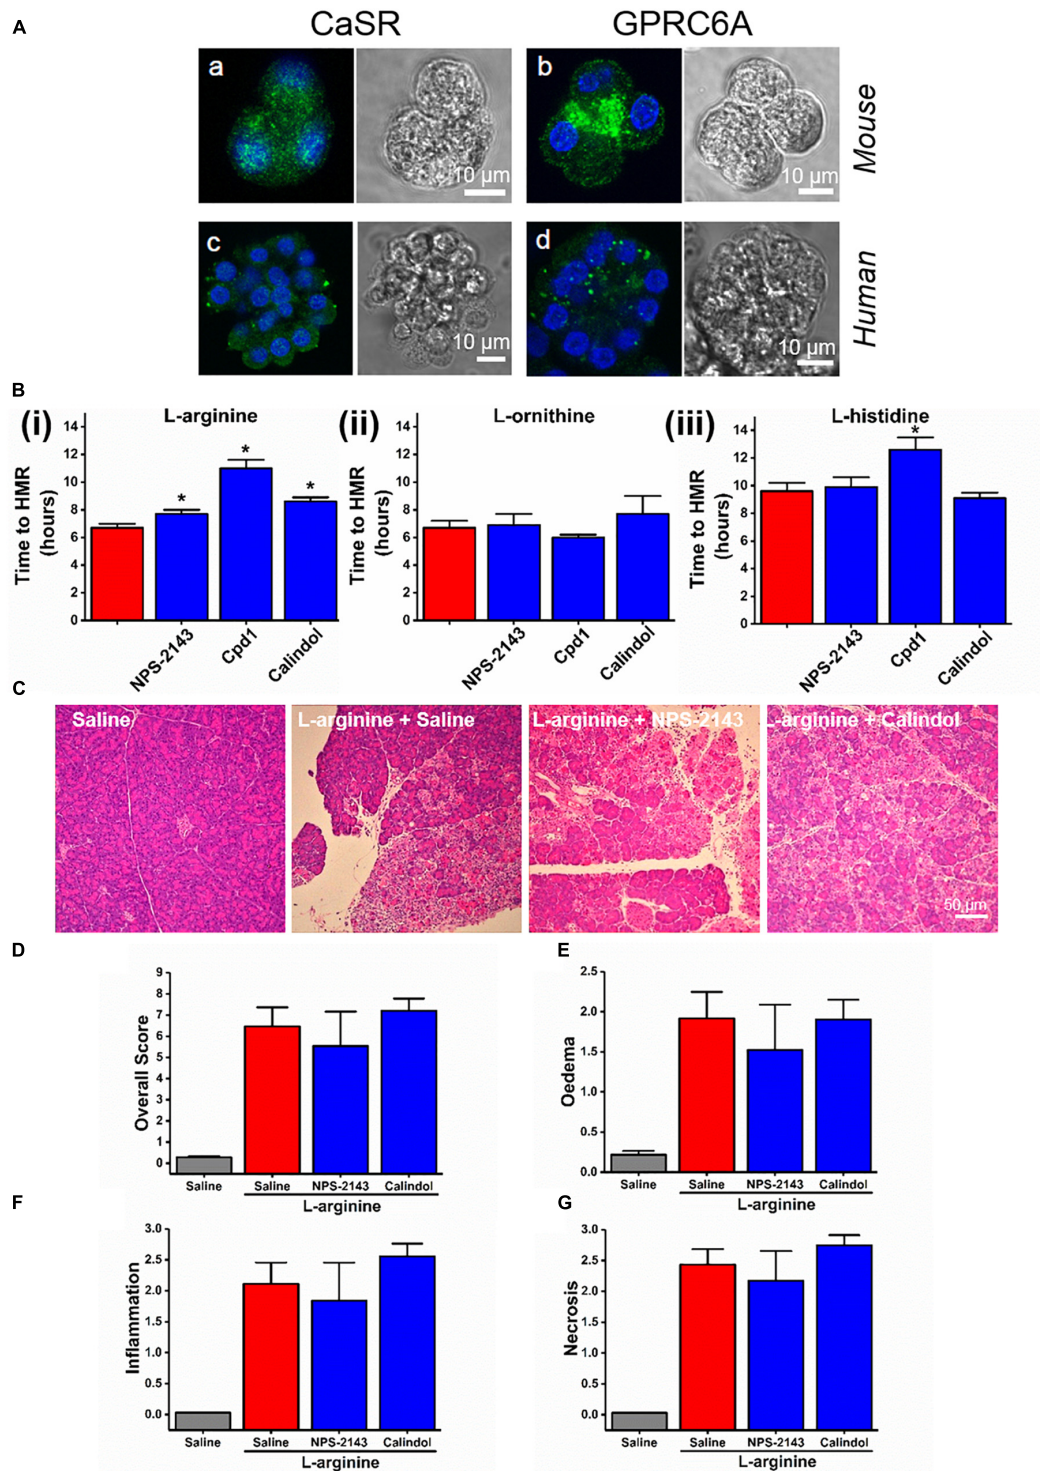 A
CaSR
GPRC6A
a
b
10 µm
10 µm
Mouse
c
d
10 µm
10 µm
Human
B
(i)
L-arginine
Time to HMR
(hours)
14
12
10
8
6
4
2
0
NPS-2143
Cpd1
Calindol
* * *
(ii)
L-ornithine
Time to HMR
(hours)
14
12
10
8
6
4
2
0
NPS-2143
Cpd1
Calindol
(iii)
L-histidine
Time to HMR
(hours)
14
12
10
8
6
4
2
0
*
NPS-2143
Cpd1
Calindol
C
Saline
L-arginine + Saline
L-arginine + NPS-2143
L-arginine + Calindol
50 µm
D
Overall Score
9
8
7
6
5
4
3
2
1
0
Saline
Saline NPS-2143 Calindol
L-arginine
E
Oedema
2.5
2.0
1.5
1.0
0.5
0.0
Saline
Saline NPS-2143 Calindol
L-arginine
F
Inflammation
3.0
2.5
2.0
1.5
1.0
0.5
0.0
Saline
Saline NPS-2143 Calindol
L-arginine
G
Necrosis
3.0
2.5
2.0
1.5
1.0
0.5
0.0
Saline
Saline NPS-2143 Calindol
L-arginine